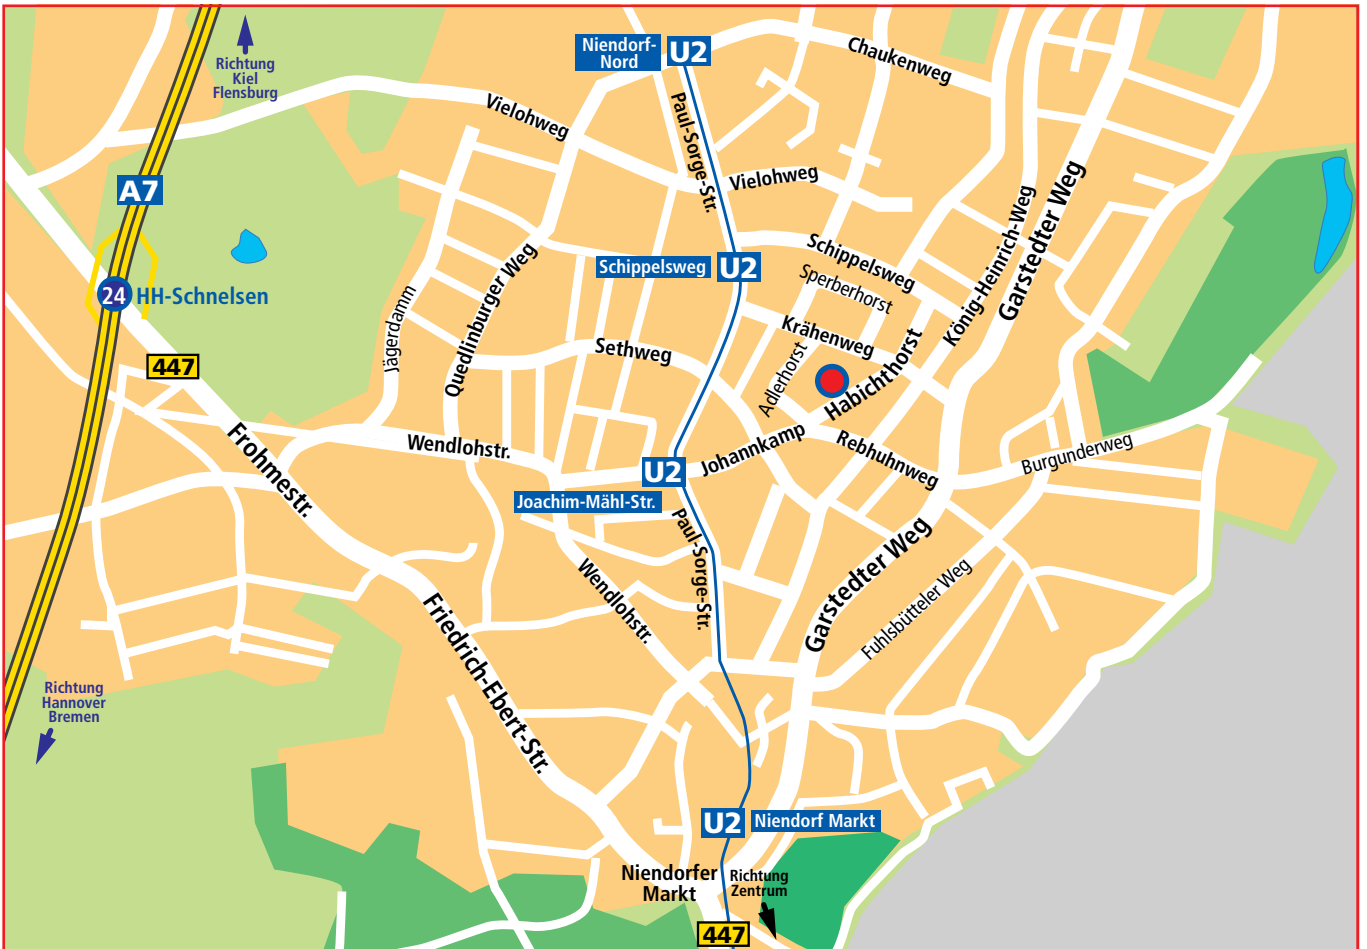 Richtung
Kiel
Flensburg
Niendorf-
Nord
U2
Chaukenweg
Vielohweg
Paul-Sorge-Str.
Vielohweg
A7
Schippelsweg
U2
Schippelsweg
Sperberhorst
König-Heinrich-Weg
Garstedter Weg
24
HH-Schnelsen
447
Jägerdamm
Quedlinburger Weg
Sethweg
Krähenweg
Adlerhorst
Habichthorst
Frohmestr.
Wendlohstr.
U2
Johannkamp
Rebhuhnweg
Burgunderweg
Joachim-Mähl-Str.
Paul-Sorge-Str.
Wendlohstr.
Garstedter Weg
Fuhlsbütteler Weg
Friedrich-Ebert-Str.
Richtung
Hannover
Bremen
U2
Niendorf Markt
Niendorfer
Markt
Richtung
Zentrum
447